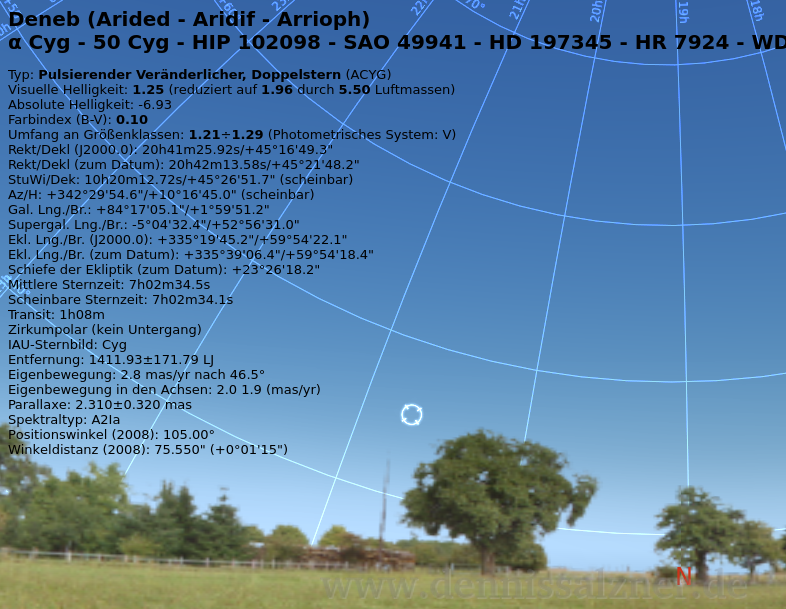 Deneb (Arided - Aridif - Arrioph)
α Cyg - 50 Cyg - HIP 102098 - SAO 49941 - HD 197345 - HR 7924 - WD
Typ: Pulsierender Veränderlicher, Doppelstern (ACYG)
Visuelle Helligkeit: 1.25 (reduziert auf 1.96 durch 5.50 Luftmassen)
Absolute Helligkeit: -6.93
Farbindex (B-V): 0.10
Umfang an Größenklassen: 1.21÷1.29 (Photometrisches System: V)
Rekt/Dekl (J2000.0): 20h41m25.92s/+45°16'49.3"
Rekt/Dekl (zum Datum): 20h42m13.58s/+45°21'48.2"
StuWi/Dek: 10h20m12.72s/+45°26'51.7" (scheinbar)
Az/H: +342°29'54.6"/+10°16'45.0" (scheinbar)
Gal. Lng./Br.: +84°17'05.1"/+1°59'51.2"
Supergal. Lng./Br.: -5°04'32.4"/+52°56'31.0"
Ekl. Lng./Br. (J2000.0): +335°19'45.2"/+59°54'22.1"
Ekl. Lng./Br. (zum Datum): +335°39'06.4"/+59°54'18.4"
Schiefe der Ekliptik (zum Datum): +23°26'18.2"
Mittlere Sternzeit: 7h02m34.5s
Scheinbare Sternzeit: 7h02m34.1s
Transit: 1h08m
Zirkumpolar (kein Untergang)
IAU-Sternbild: Cyg
Entfernung: 1411.93±171.79 LJ
Eigenbewegung: 2.8 mas/yr nach 46.5°
Eigenbewegung in den Achsen: 2.0 1.9 (mas/yr)
Parallaxe: 2.310±0.320 mas
Spektraltyp: A2Ia
Positionswinkel (2008): 105.00°
Winkeldistanz (2008): 75.550" (+0°01'15")
22h
21h
20h
19h
18h
N